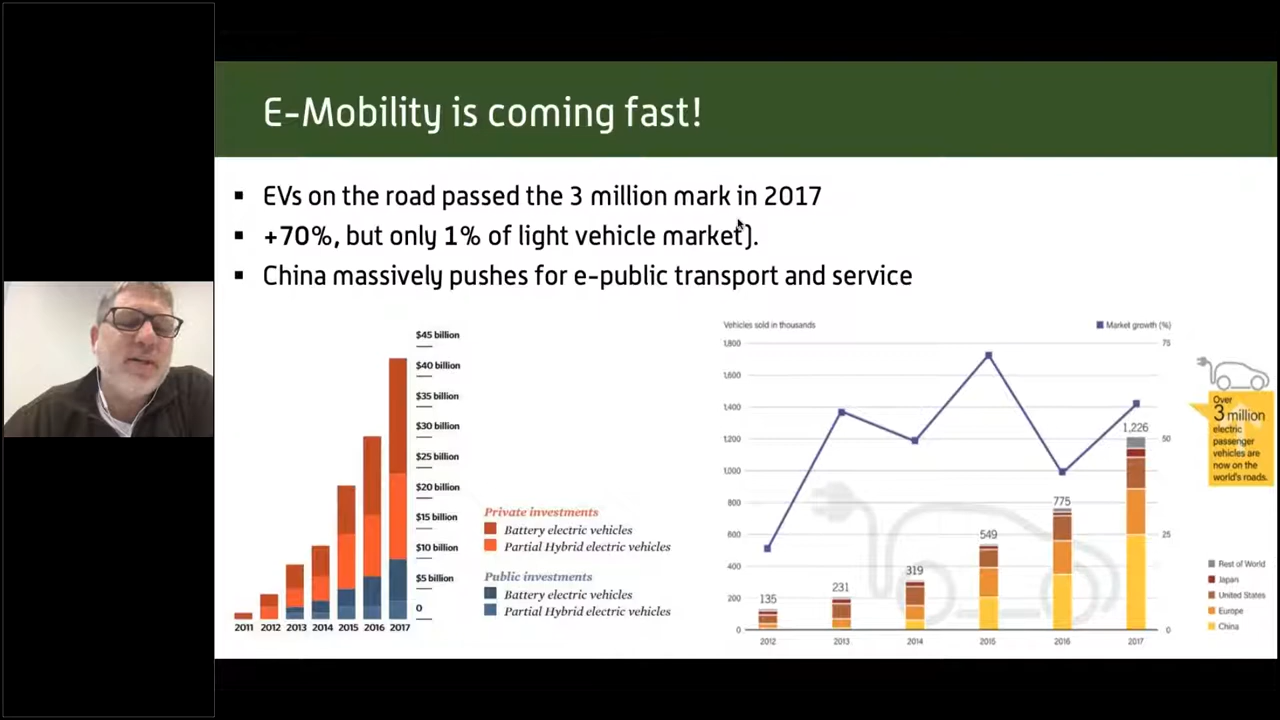 E-Mobility is coming fast!
▪ EVs on the road passed the 3 million mark in 2017
▪ +70%, but only 1% of light vehicle market).
▪ China massively pushes for e-public transport and service
$45 billion
$40 billion
$35 billion
$30 billion
$25 billion
$20 billion
$15 billion
$10 billion
$5 billion
0
2011 2012 2013 2014 2015 2016 2017
Private investments
Battery electric vehicles
Partial Hybrid electric vehicles
Public investments
Battery electric vehicles
Partial Hybrid electric vehicles
Vehicles sold in thousands
Market growth (%)
1,800
1,600
1,400
1,200
1,000
800
600
400
200
0
75
50
25
0
135
231
319
549
775
1,226
2012 2013 2014 2015 2016 2017
Over
3 million
electric
passenger
vehicles are
now on the
world's roads.
Rest of World
Japan
United States
Europe
China